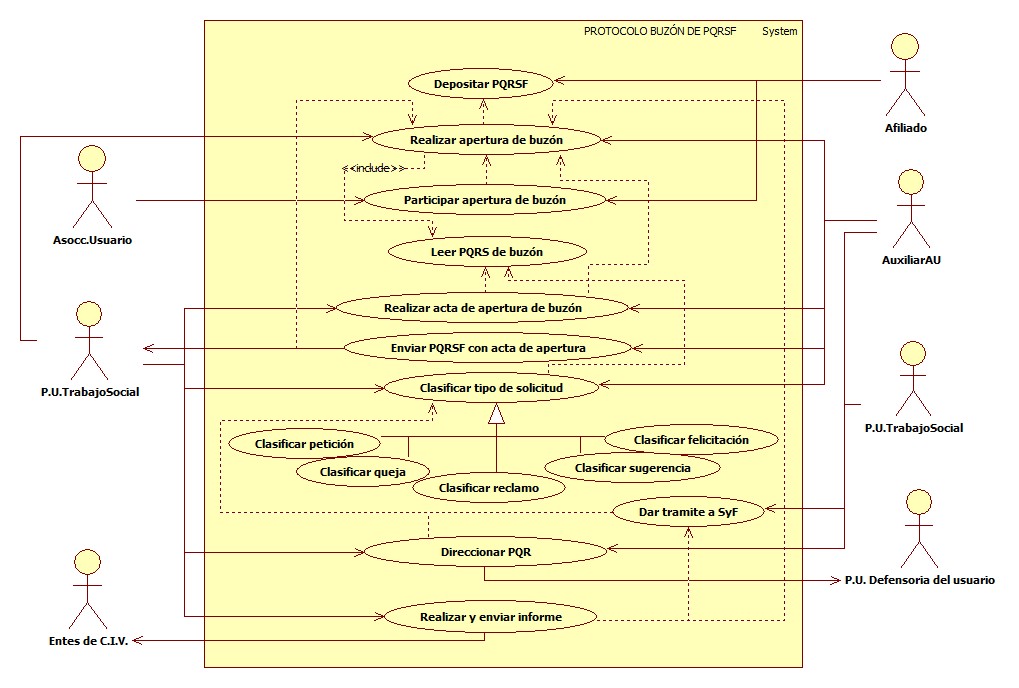 PROTOCOLO BUZÓN DE PQRSF System
Depositar PQRSF
Afiliado
Realizar apertura de buzón
<<include>>
Participar apertura de buzón
Asocc.Usuario
Leer PQRS de buzón
AuxiliarAU
Realizar acta de apertura de buzón
Enviar PQRSF con acta de apertura
P.U.TrabajoSocial
Clasificar tipo de solicitud
P.U.TrabajoSocial
Clasificar petición
Clasificar felicitación
Clasificar queja
Clasificar sugerencia
Clasificar reclamo
Dar tramite a SyF
Direccionar PQR
P.U. Defensoria del usuario
Realizar y enviar informe
Entes de C.I.V.